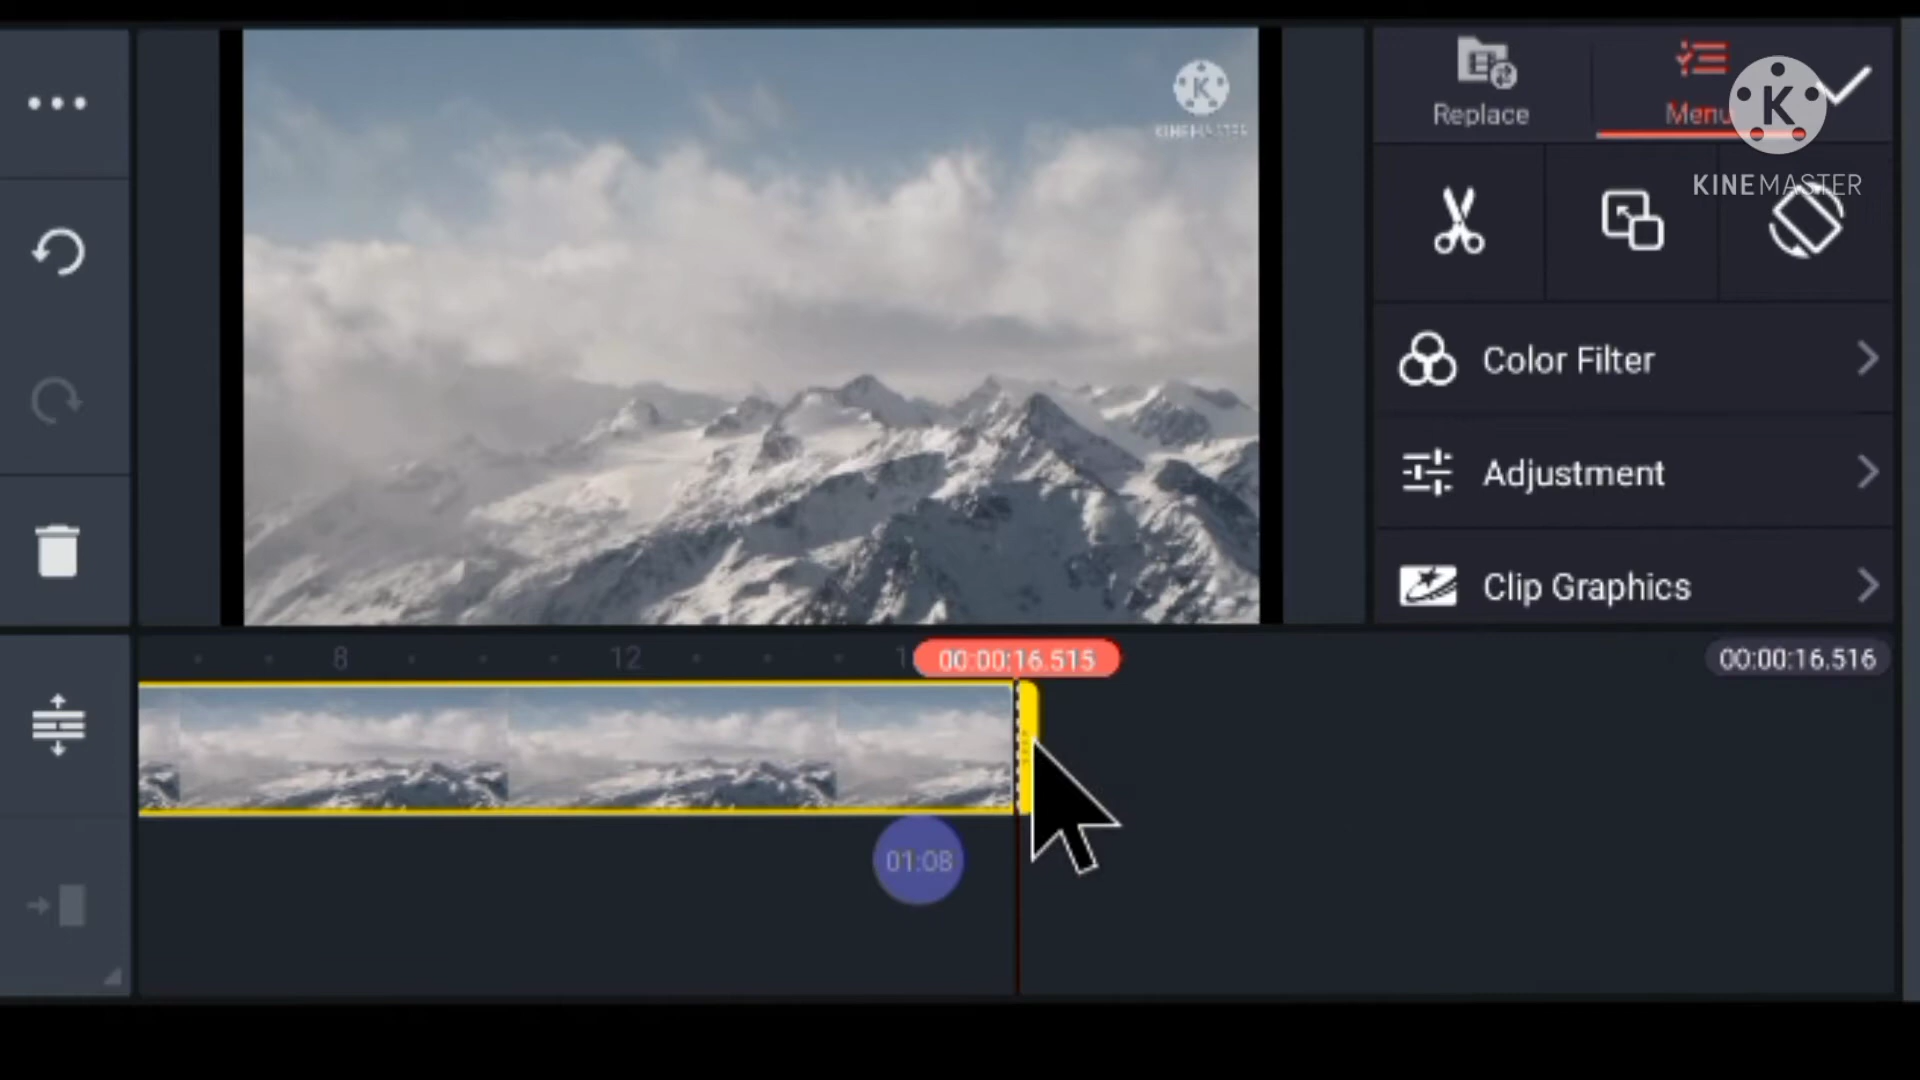 KINEMASTER
Replace
Menu
K
KINEMASTER
Color Filter
Adjustment
Clip Graphics
8
12
00:00:16.515
00:00:16.516
01:08